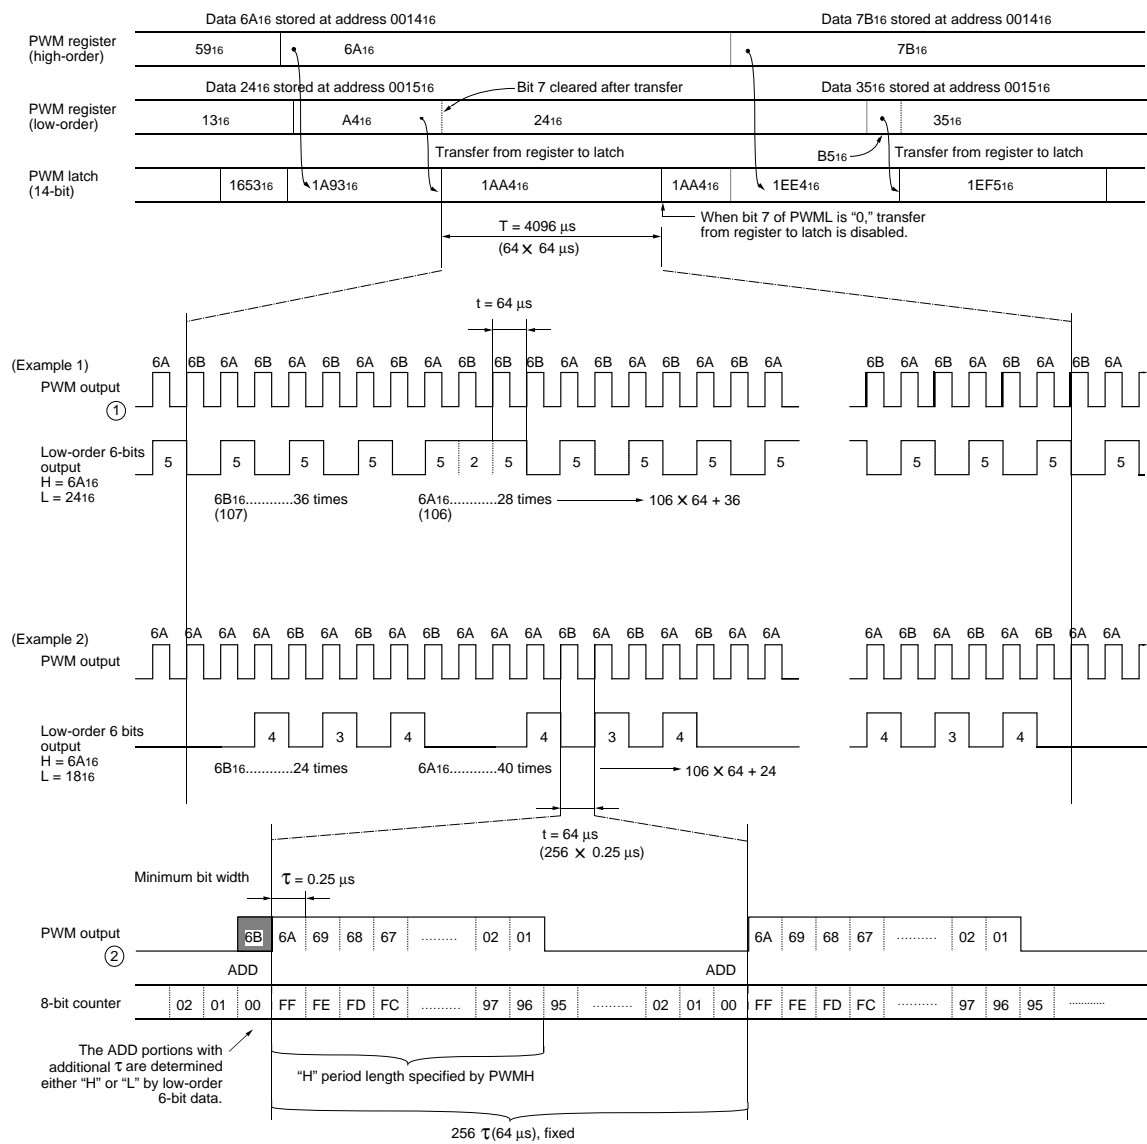 Data 6A16 stored at address 001416 Data 7B16 stored at address 001416
PWM register
(high-order)
5916 6A16 7B16
Data 2416 stored at address 001516 Bit 7 cleared after transfer Data 3516 stored at address 001516
PWM register
(low-order)
1316 A416 2416 3516
Transfer from register to latch B516 Transfer from register to latch
PWM latch
(14-bit)
165316 1A9316 1AA416 1AA416 1EE416 1EF516
When bit 7 of PWML is “0,” transfer
from register to latch is disabled.
T = 4096 μs
(64 × 64 μs)
t = 64 μs
(Example 1)
6A 6B 6A 6B 6A 6B 6A 6B 6A 6B 6B 6B 6A 6B 6A 6B 6A 6B 6A 6B 6A 6B 6A 6B 6A
6A 6B
PWM output
1
Low-order 6-bits
output
H = 6A16
L = 2416
5 5 5 5 5 2 5 5 5 5 5 5 5 5 5
6B16............36 times 6A16............28 times 106 × 64 + 36
(107) (106)
(Example 2)
6A 6A 6A 6A 6B 6A 6B 6A 6B 6A 6A 6A 6B 6A 6B 6A 6B 6A 6A 6A 6B 6A 6B 6A 6B 6A 6A
PWM output
Low-order 6 bits
output
H = 6A16
L = 1816
4 3 4 4 3 4 4 3 4
6B16............24 times 6A16............40 times 106 × 64 + 24
t = 64 μs
(256 × 0.25 μs)
Minimum bit width τ = 0.25 μs
PWM output
2
6B 6A 69 68 67 ......... 02 01 6A 69 68 67 .......... 02 01
ADD ADD
8-bit counter
02 01 00 FF FE FD FC .......... 97 96 95 .......... 02 01 00 FF FE FD FC .......... 97 96 95 ............
The ADD portions with
additional τ are determined
either “H” or “L” by low-order
6-bit data.
“H” period length specified by PWMH
256 τ(64 μs), fixed